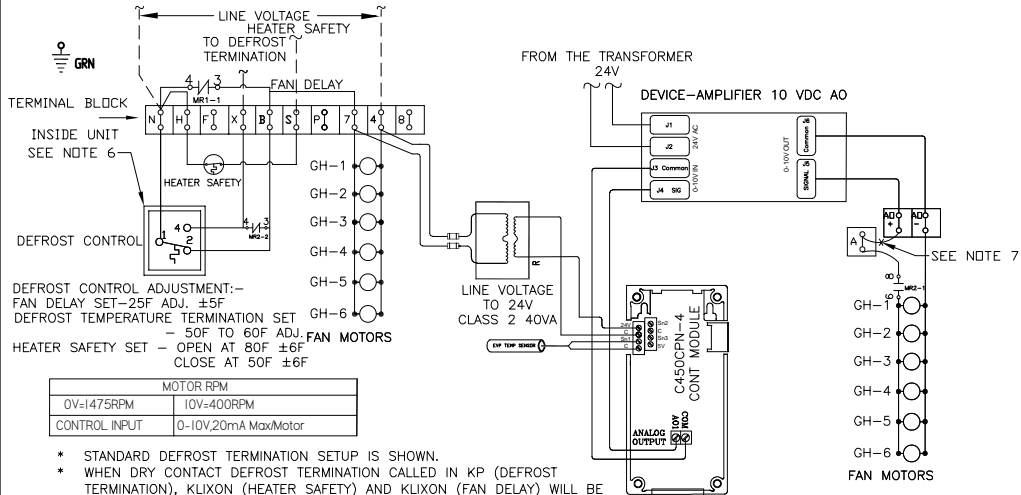 LINE VOLTAGE
HEATER SAFETY
TO DEFROST
TERMINATION
GRN
4 3
MR1-1
FAN DELAY
TERMINAL BLOCK
N H F X B S P 7 4 8
INSIDE UNIT
SEE NOTE 6
HEATER SAFETY
4
1 2
4 3
MR2-2
DEFROST CONTROL
GH-1
GH-2
GH-3
GH-4
GH-5
GH-6
FAN MOTORS
DEFROST CONTROL ADJUSTMENT:-
FAN DELAY SET-25F ADJ. ±5F
DEFROST TEMPERATURE TERMINATION SET
- 50F TO 60F ADJ.
HEATER SAFETY SET - OPEN AT 80F ±6F
CLOSE AT 50F ±6F
MOTOR RPM
0V=1475RPM 10V=400RPM
CONTROL INPUT 0-10V,20mA Max/Motor
* STANDARD DEFROST TERMINATION SETUP IS SHOWN.
* WHEN DRY CONTACT DEFROST TERMINATION CALLED IN KP (DEFROST
TERMINATION), KLIXON (HEATER SAFETY) AND KLIXON (FAN DELAY) WILL BE
R
LINE VOLTAGE
TO 24V
CLASS 2 40VA
EVP TEMP SENSOR
24V
C
Sn1
C
Sn2
C
Sn3
5V
C450CPN-4
CONT MODULE
ANALOG
OUTPUT
AO1
COM
FROM THE TRANSFORMER
24V
DEVICE-AMPLIFIER 10 VDC AO
J1
J2
24V AC
J3 Common
J4 SIG
0-10V IN
0-10V OUT
J6
Common
J5
SIGNAL
AO
+
AO
-
A
SEE NOTE 7
8
6
MR2-1
GH-1
GH-2
GH-3
GH-4
GH-5
GH-6
FAN MOTORS